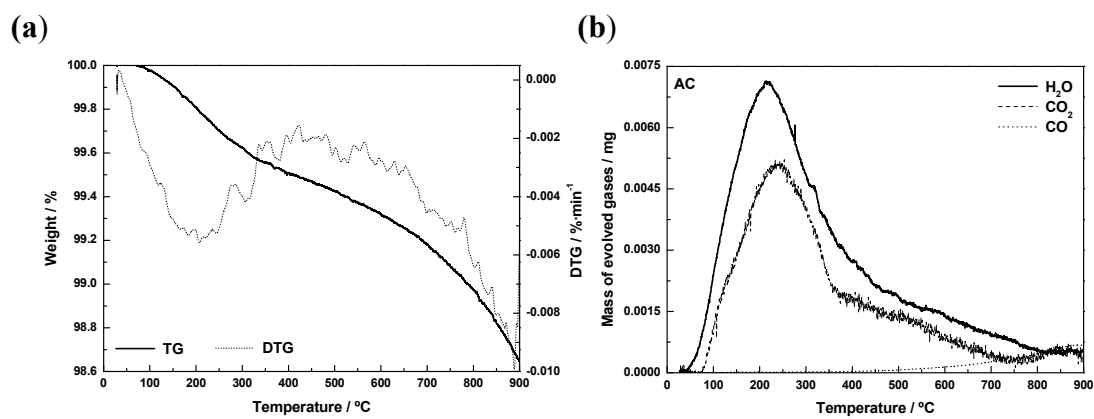 (a)
100.0
99.8
99.6
99.4
99.2
99.0
98.8
98.6
Weight / %
0.000
-0.002
-0.004
-0.006
-0.008
-0.010
DTG / %·min⁻¹
TG DTG
0 100 200 300 400 500 600 700 800 900
Temperature / ºC
(b)
0.0075
0.0060
0.0045
0.0030
0.0015
0.0000
Mass of evolved gases / mg
AC
H₂O
CO₂
CO
0 100 200 300 400 500 600 700 800 900
Temperature / ºC